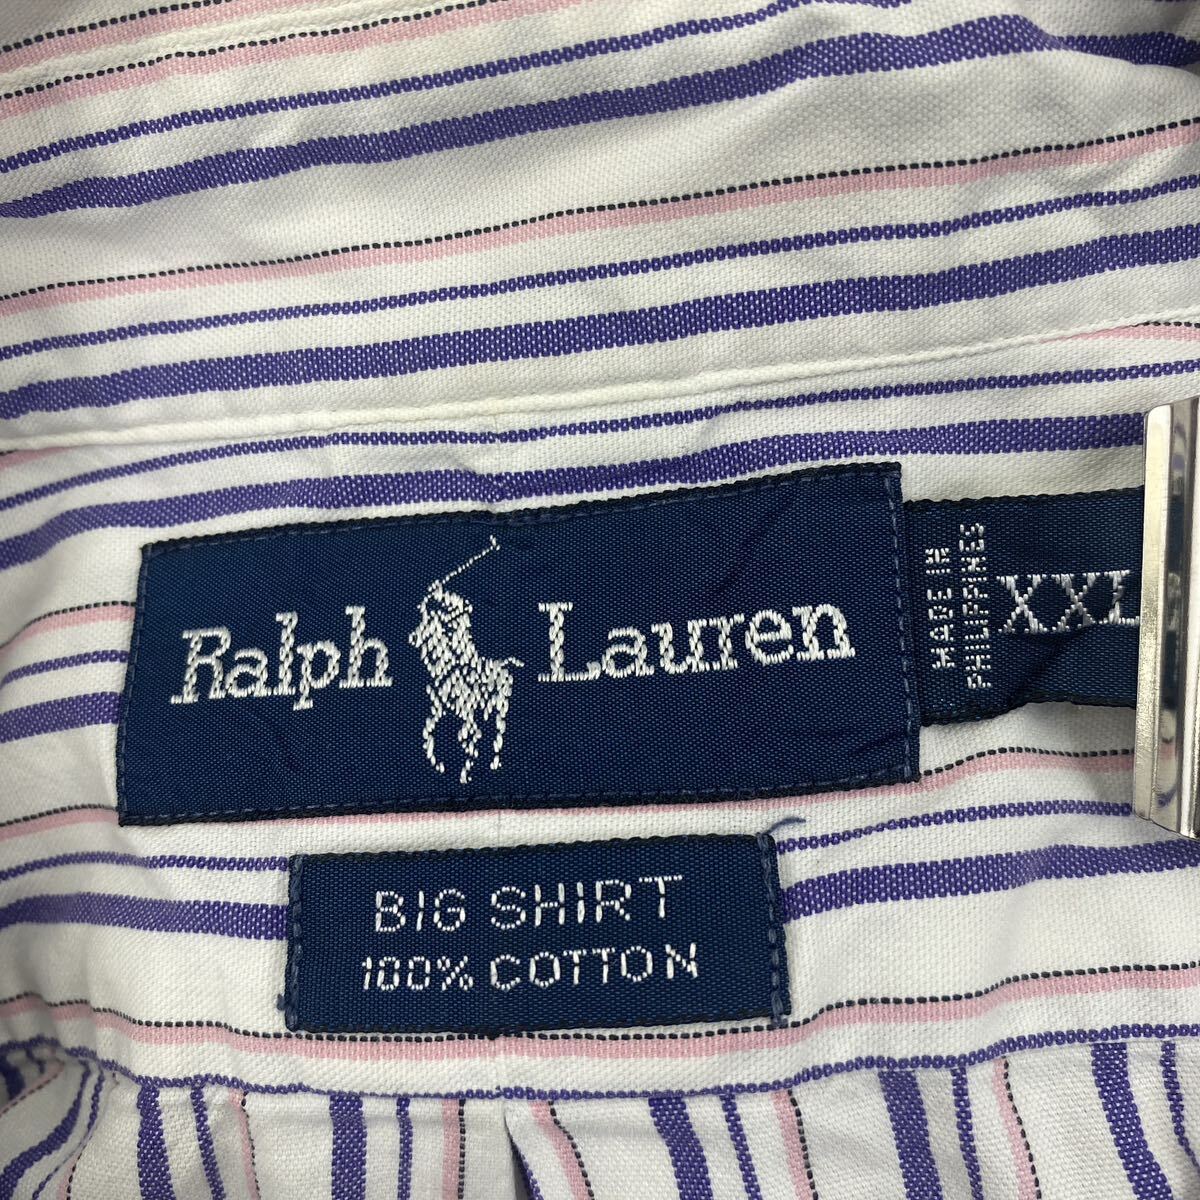 Ralph Lauren
MADE IN
PHILIPPINES
XXL
BIG SHIRT
100% COTTON